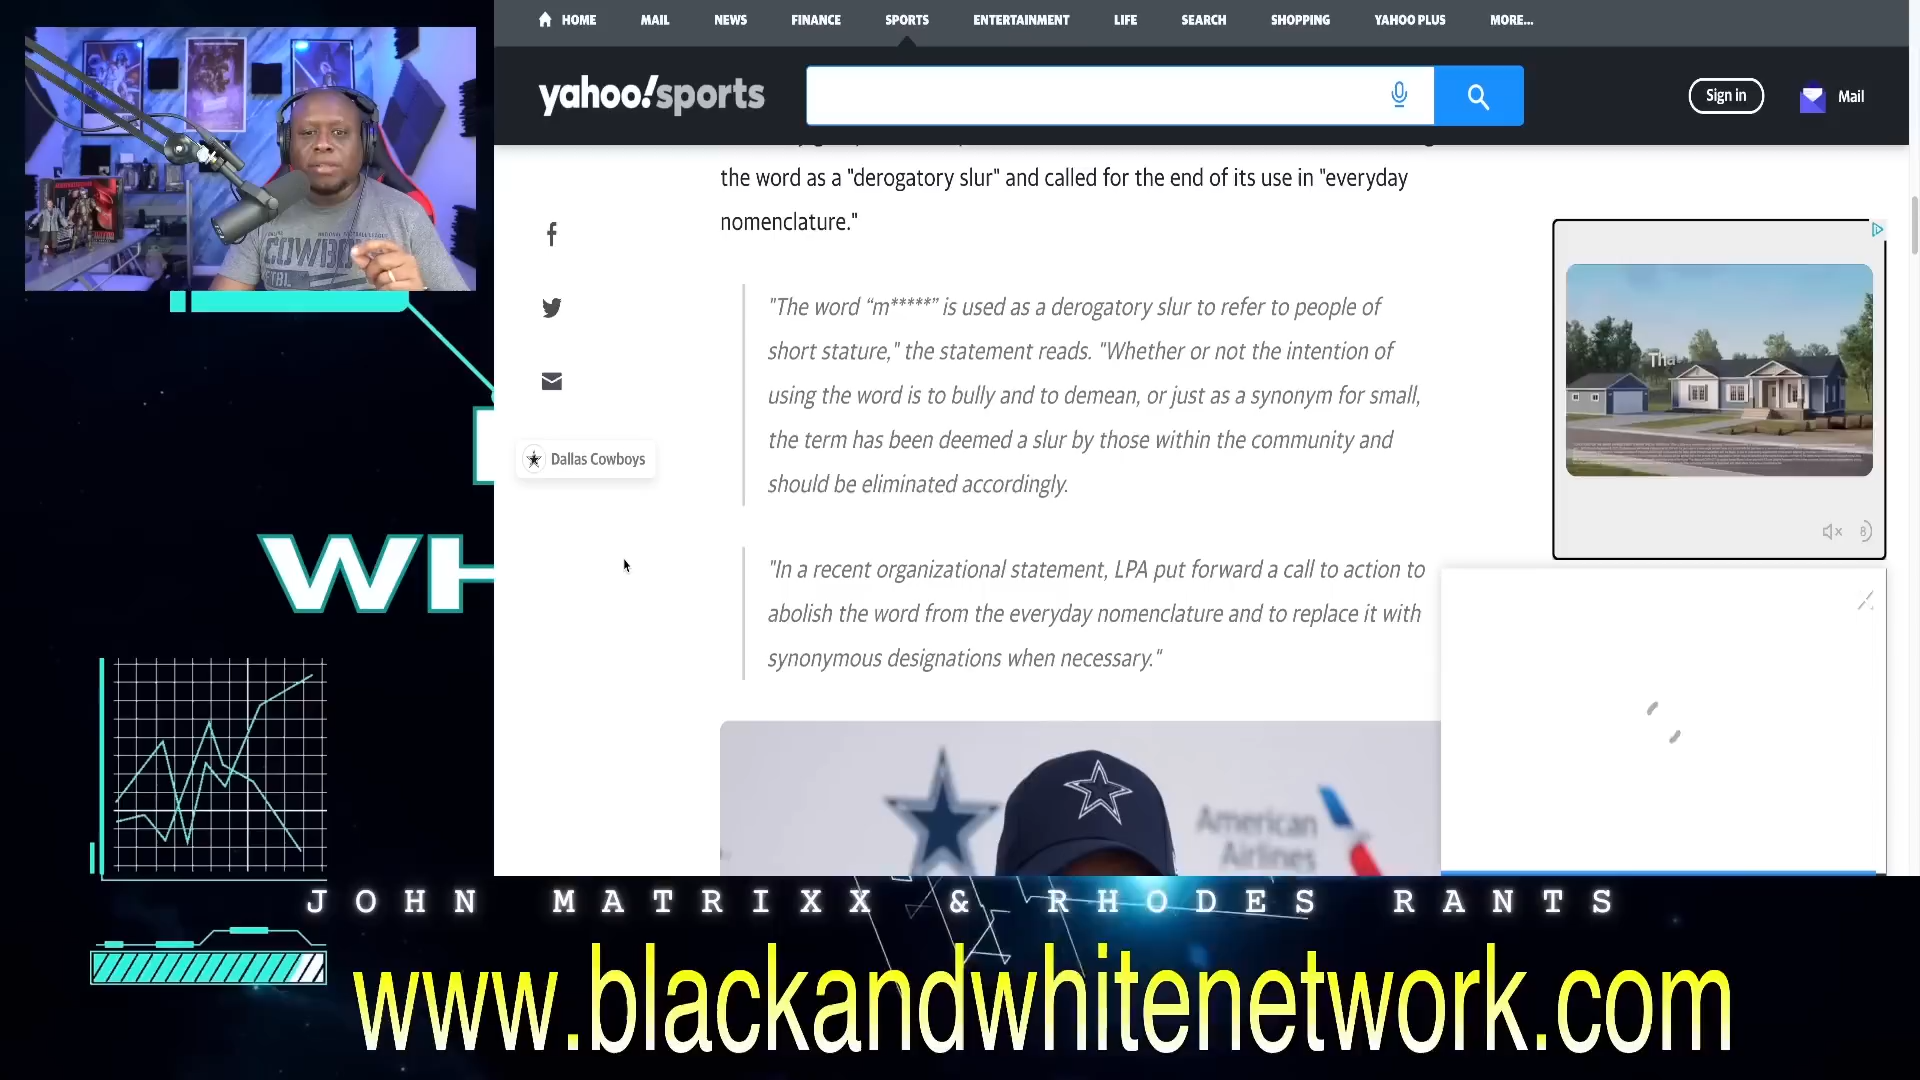 HOME MAIL NEWS FINANCE SPORTS ENTERTAINMENT LIFE SEARCH SHOPPING YAHOO PLUS MORE...
yahoo!sports
Sign in
Mail
the word as a "derogatory slur" and called for the end of its use in "everyday
nomenclature."
"The word “m*****” is used as a derogatory slur to refer to people of
short stature," the statement reads. "Whether or not the intention of
using the word is to bully and to demean, or just as a synonym for small,
the term has been deemed a slur by those within the community and
should be eliminated accordingly.
Dallas Cowboys
"In a recent organizational statement, LPA put forward a call to action to
abolish the word from the everyday nomenclature and to replace it with
synonymous designations when necessary."
Tha
8
COWBO
WH
American
Airlines
JOHN MATRIXX & RHODES RANTS
www.blackandwhitenetwork.com